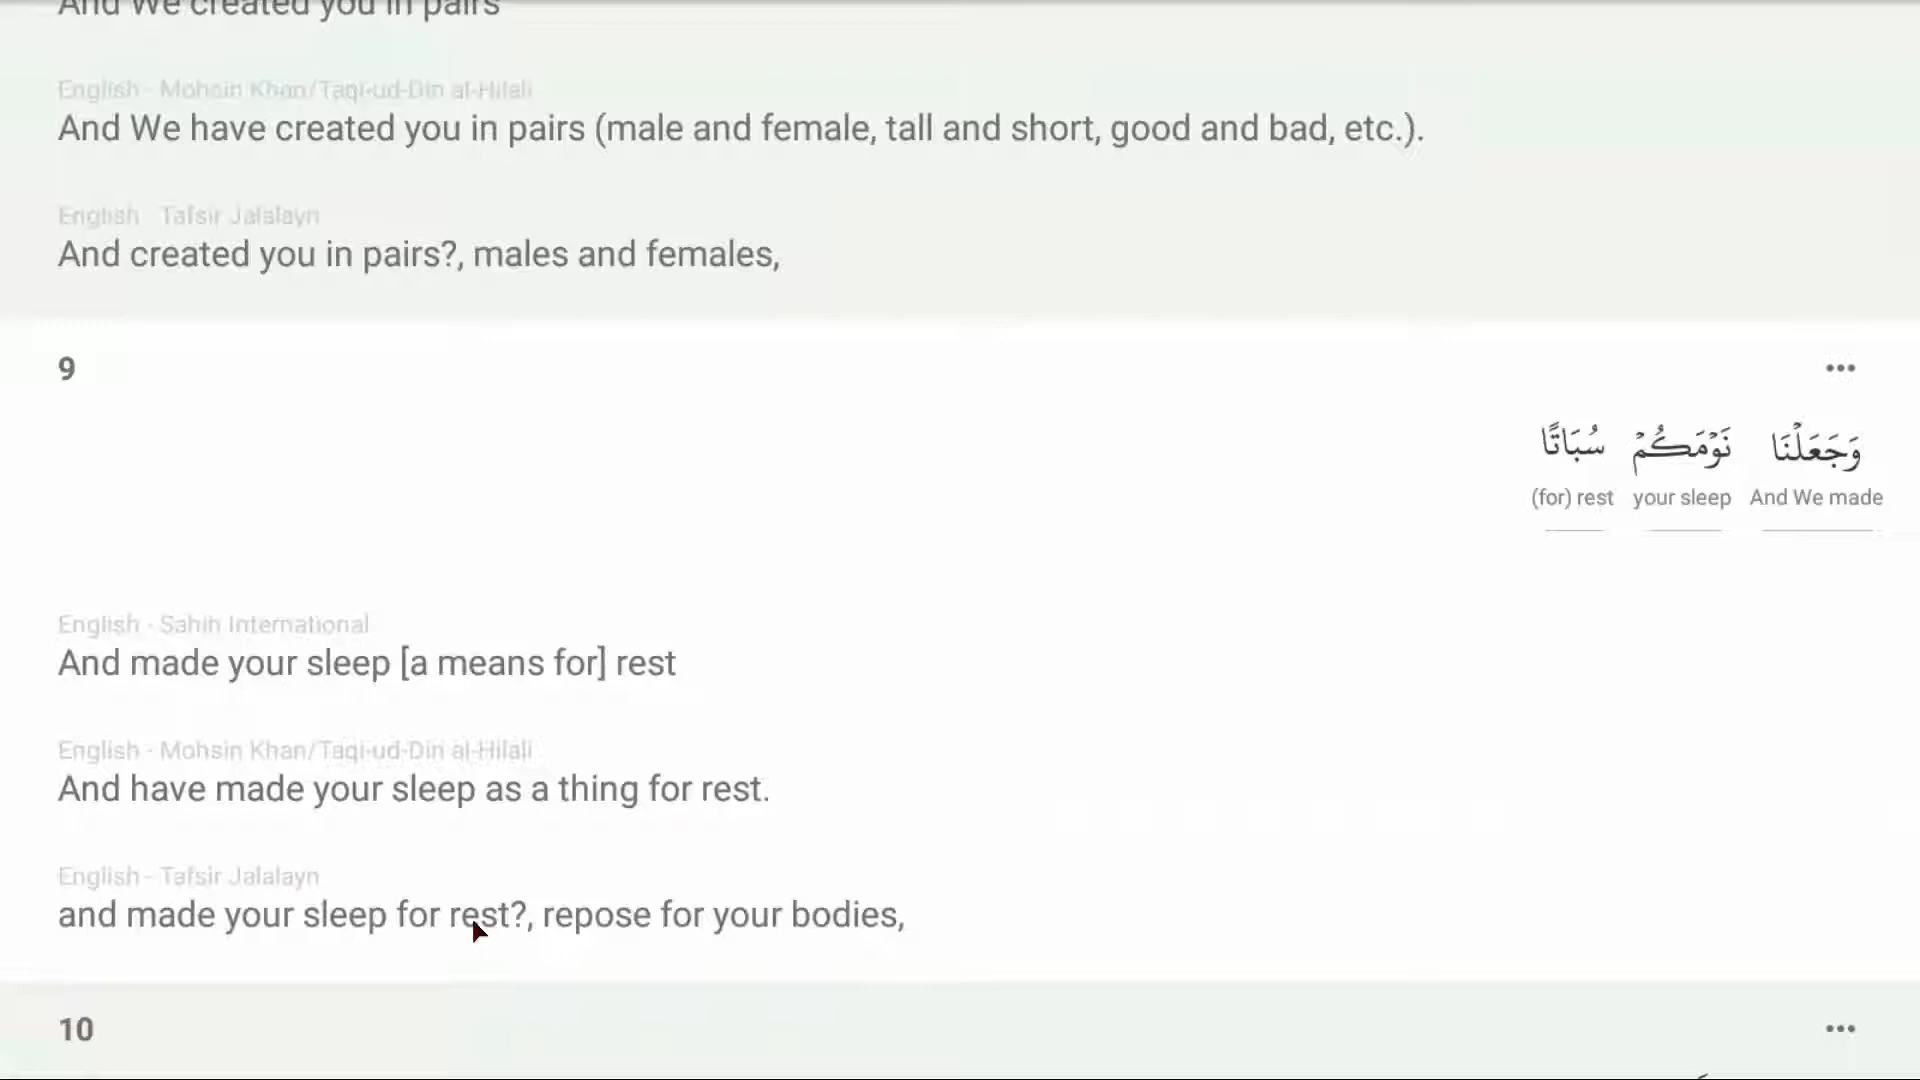 And We created you in pairs
English - Mohsin Khan/Taqi-ud-Din al-Hilali
And We have created you in pairs (male and female, tall and short, good and bad, etc.).
English - Tafsir Jalalayn
And created you in pairs?, males and females,
9
وَجَعَلْنَا نَوْمَكُمْ سُبَاتًا
(for) rest your sleep And We made
English - Sahih International
And made your sleep [a means for] rest
English - Mohsin Khan/Taqi-ud-Din al-Hilali
And have made your sleep as a thing for rest.
English - Tafsir Jalalayn
and made your sleep for rest?, repose for your bodies,
10